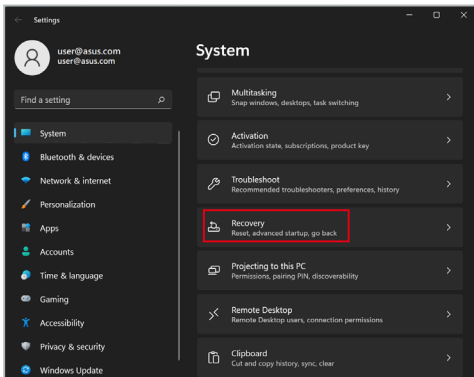 Settings
user@asus.com
user@asus.com
Find a setting
System
Bluetooth & devices
Network & internet
Personalization
Apps
Accounts
Time & language
Gaming
Accessibility
Privacy & security
Windows Update
System
Multitasking
Snap windows, desktops, task switching
Activation
Activation state, subscriptions, product key
Troubleshoot
Recommended troubleshooters, preferences, history
Recovery
Reset, advanced startup, go back
Projecting to this PC
Permissions, pairing PIN, discoverability
Remote Desktop
Remote Desktop users, connection permissions
Clipboard
Cut and copy history, sync, clear